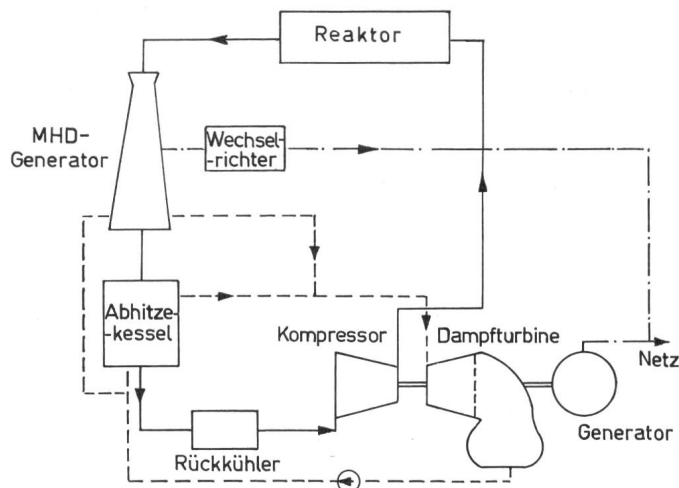 Reaktor
MHD-
Generator
Wechsel-
-richter
Abhitze-
-kessel
Kompressor
Dampfturbine
Netz
Rückkühler
Generator